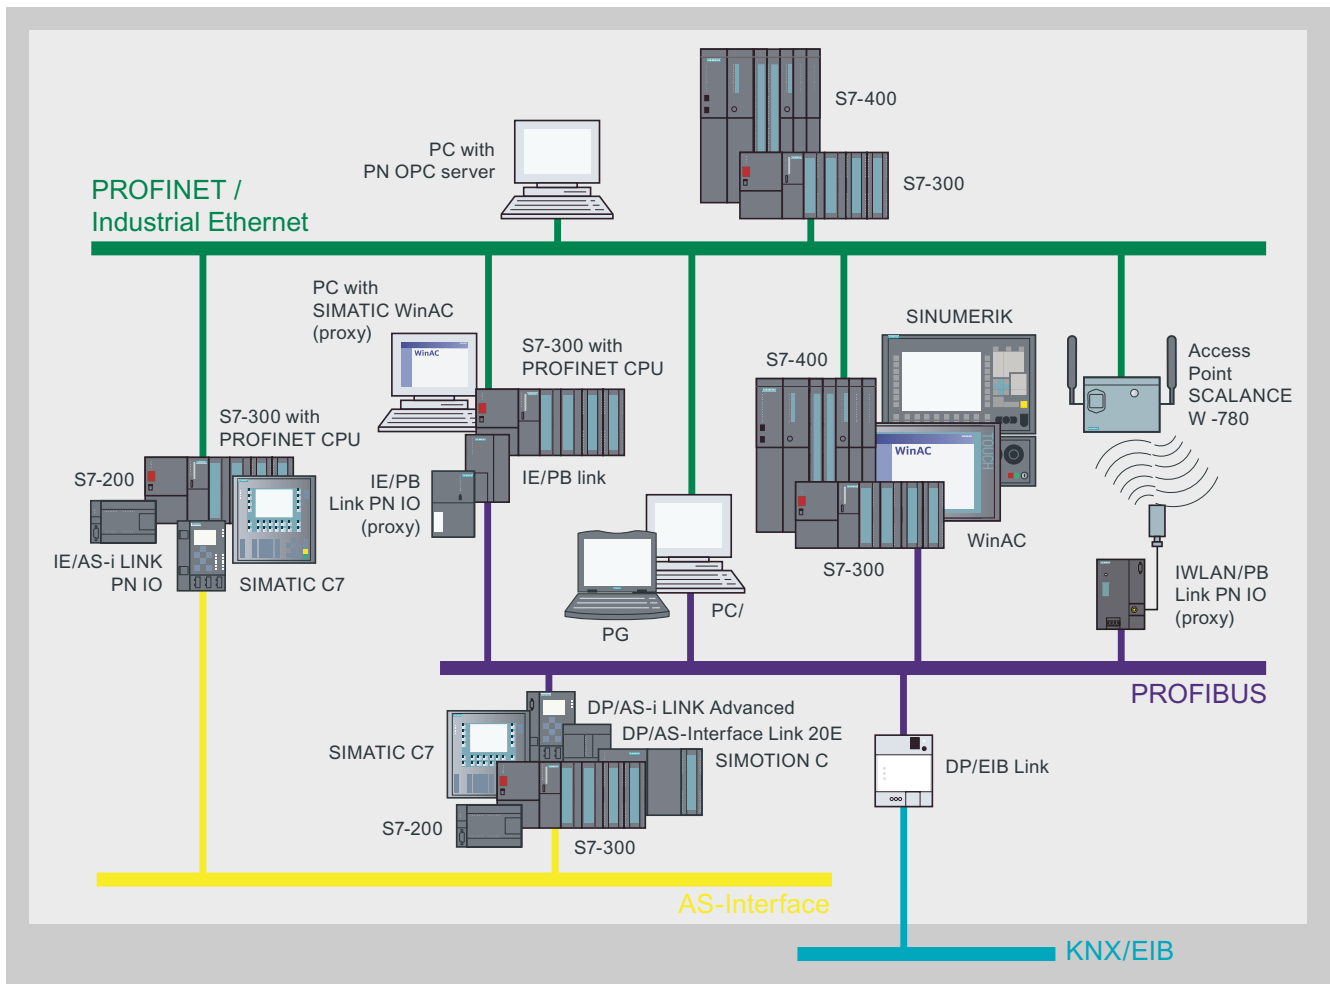 S7-400
PC with
PN OPC server
S7-300
PROFINET /
Industrial Ethernet
PC with
SIMATIC WinAC
(proxy)
WinAC
S7-300 with
PROFINET CPU
SINUMERIK
S7-400
Access
Point
SCALANCE
W -780
S7-300 with
PROFINET CPU
S7-200
IE/PB
Link PN IO
(proxy)
IE/PB link
WinAC
TOUCH
WinAC
S7-300
IE/AS-i LINK
PN IO
SIMATIC C7
PG
PC/
IWLAN/PB
Link PN IO
(proxy)
PROFIBUS
DP/AS-i LINK Advanced
DP/AS-Interface Link 20E
SIMOTION C
SIMATIC C7
DP/EIB Link
S7-200
S7-300
AS-Interface
KNX/EIB